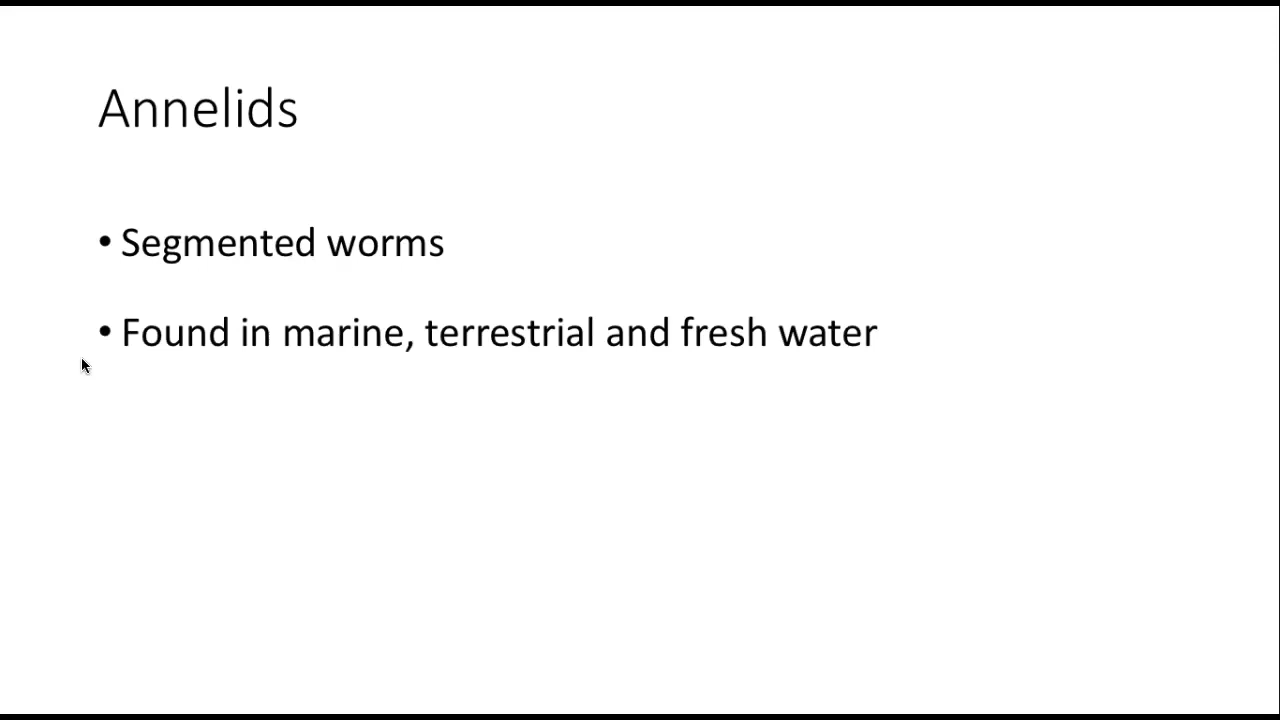 Annelids
• Segmented worms
• Found in marine, terrestrial and fresh water